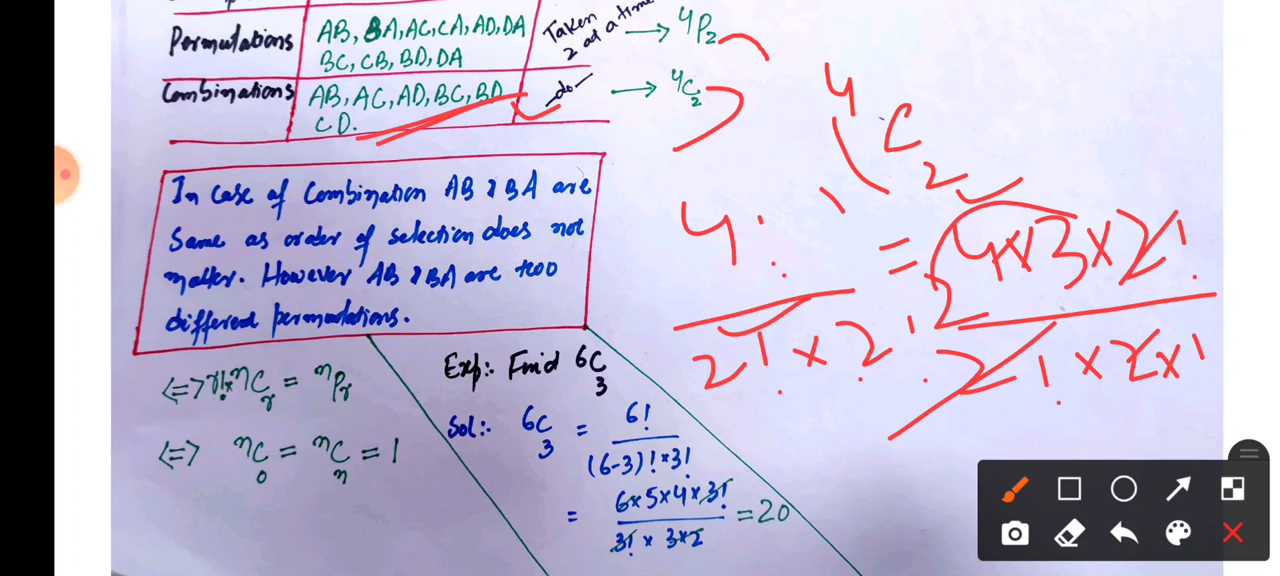 Permutations AB, BA, AC, CA, AD, DA Taken 2 at a time → ⁴P₂
BC, CB, BD, DA
Combinations AB, AC, AD, BC, BD -do- → ⁴C₂
CD.
In case of Combination AB & BA are
Same as order of selection does not
matter. However AB & BA are two
different permutations.
⇔ r! × ⁿCᵣ = ⁿPᵣ
⇔ ⁿC₀ = ⁿCₙ = 1
Exp:- Find 6C₃
Sol:- 6C₃ = 6! / (6-3)! × 3!
= 6×5×4×3! / 3! × 3×2 = 20
4C₂
4! / 2! × 2! = 4×3×2! / 2! × 2×1
2